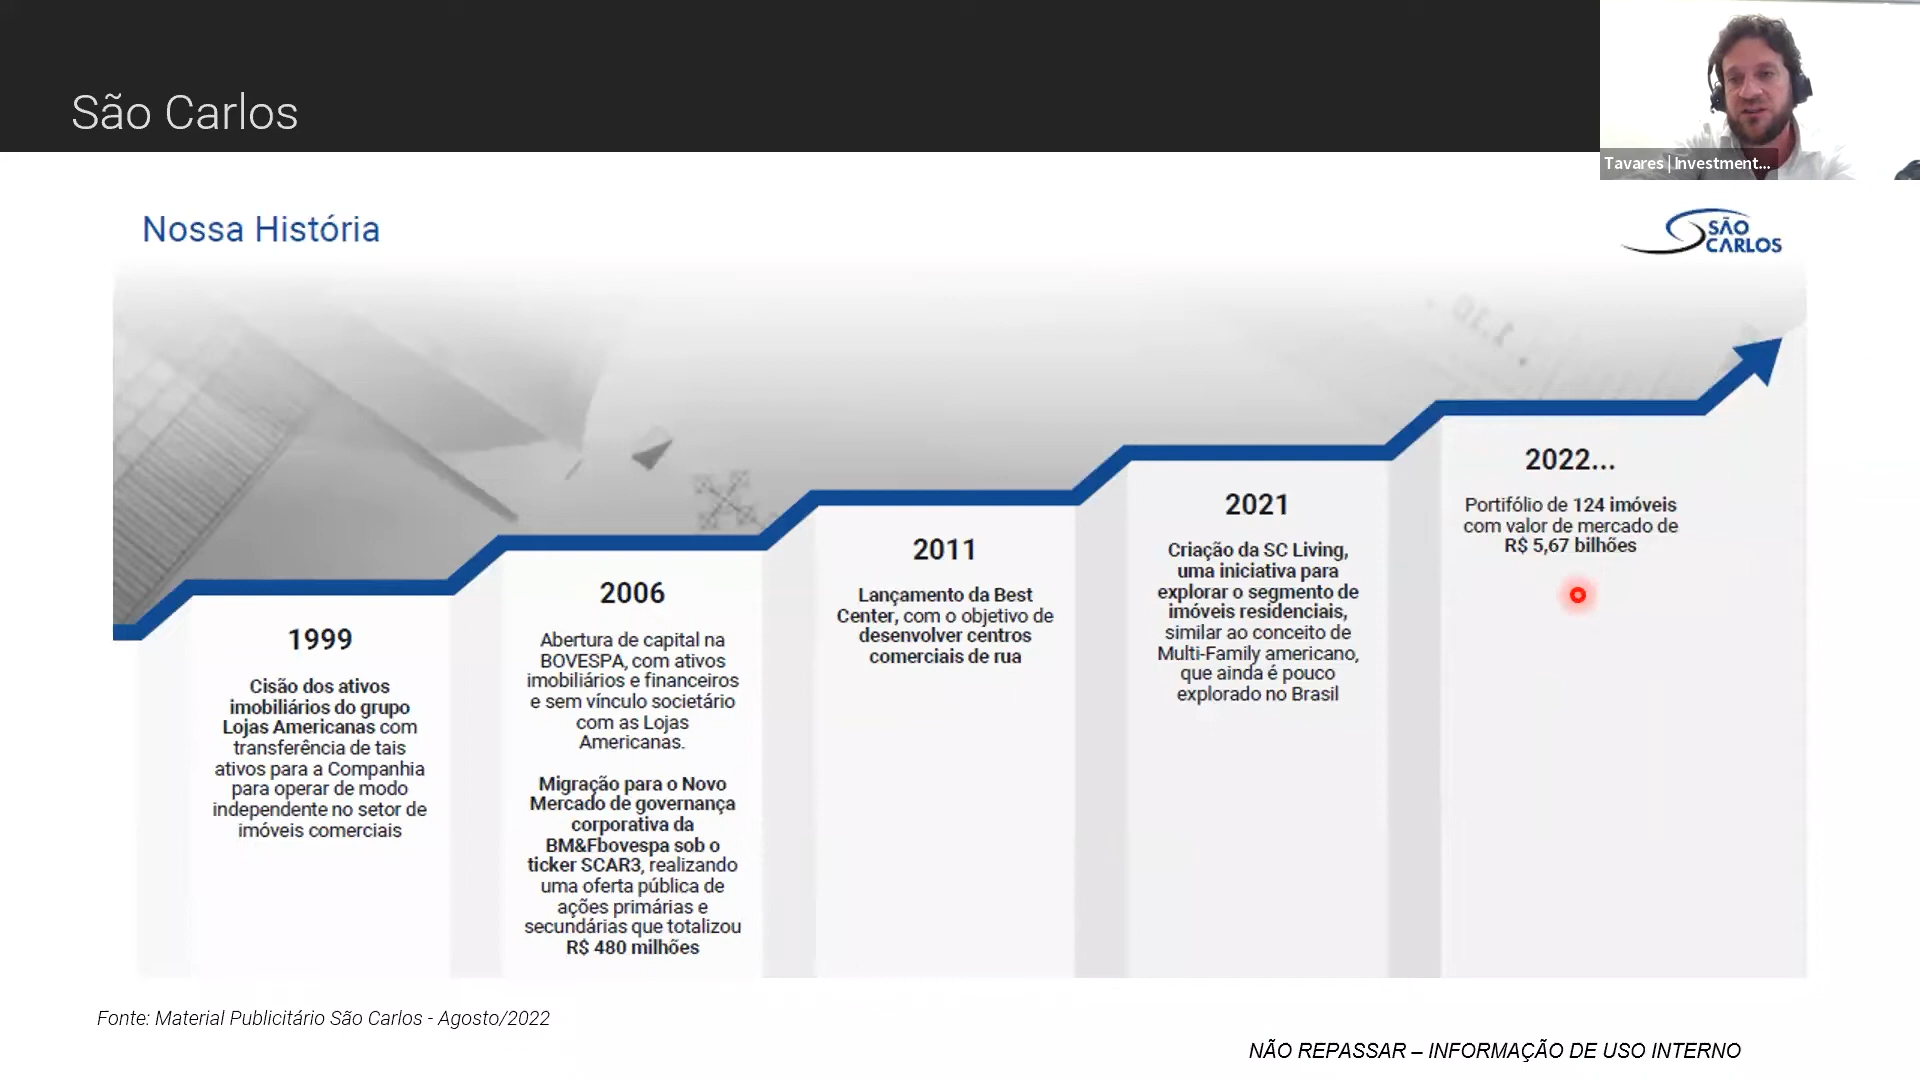 São Carlos
Tavares | Investment...
Nossa História
SÃO
CARLOS
1.10
1999
Cisão dos ativos
imobiliários do grupo
Lojas Americanas com
transferência de tais
ativos para a Companhia
para operar de modo
independente no setor de
imóveis comerciais
2006
Abertura de capital na
BOVESPA, com ativos
imobiliários e financeiros
e sem vínculo societário
com as Lojas
Americanas.
Migração para o Novo
Mercado de governança
corporativa da
BM&Fbovespa sob o
ticker SCAR3, realizando
uma oferta pública de
ações primárias e
secundárias que totalizou
R$ 480 milhões
2011
Lançamento da Best
Center, com o objetivo de
desenvolver centros
comerciais de rua
2021
Criação da SC Living,
uma iniciativa para
explorar o segmento de
imóveis residenciais,
similar ao conceito de
Multi-Family americano,
que ainda é pouco
explorado no Brasil
2022...
Portifólio de 124 imóveis
com valor de mercado de
R$ 5,67 bilhões
Fonte: Material Publicitário São Carlos - Agosto/2022
NÃO REPASSAR – INFORMAÇÃO DE USO INTERNO